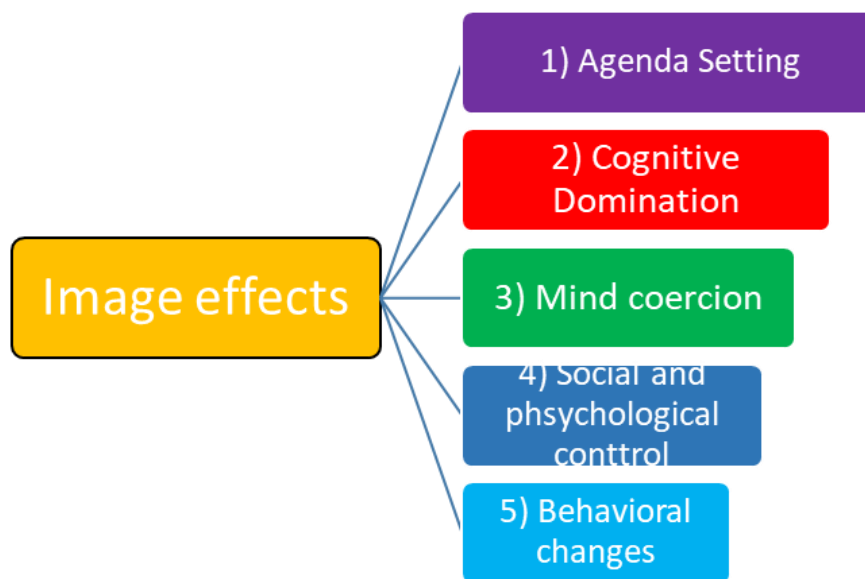 1) Agenda Setting
2) Cognitive
Domination
Image effects
3) Mind coercion
4) Social and
phsychological
conttrol
5) Behavioral
changes